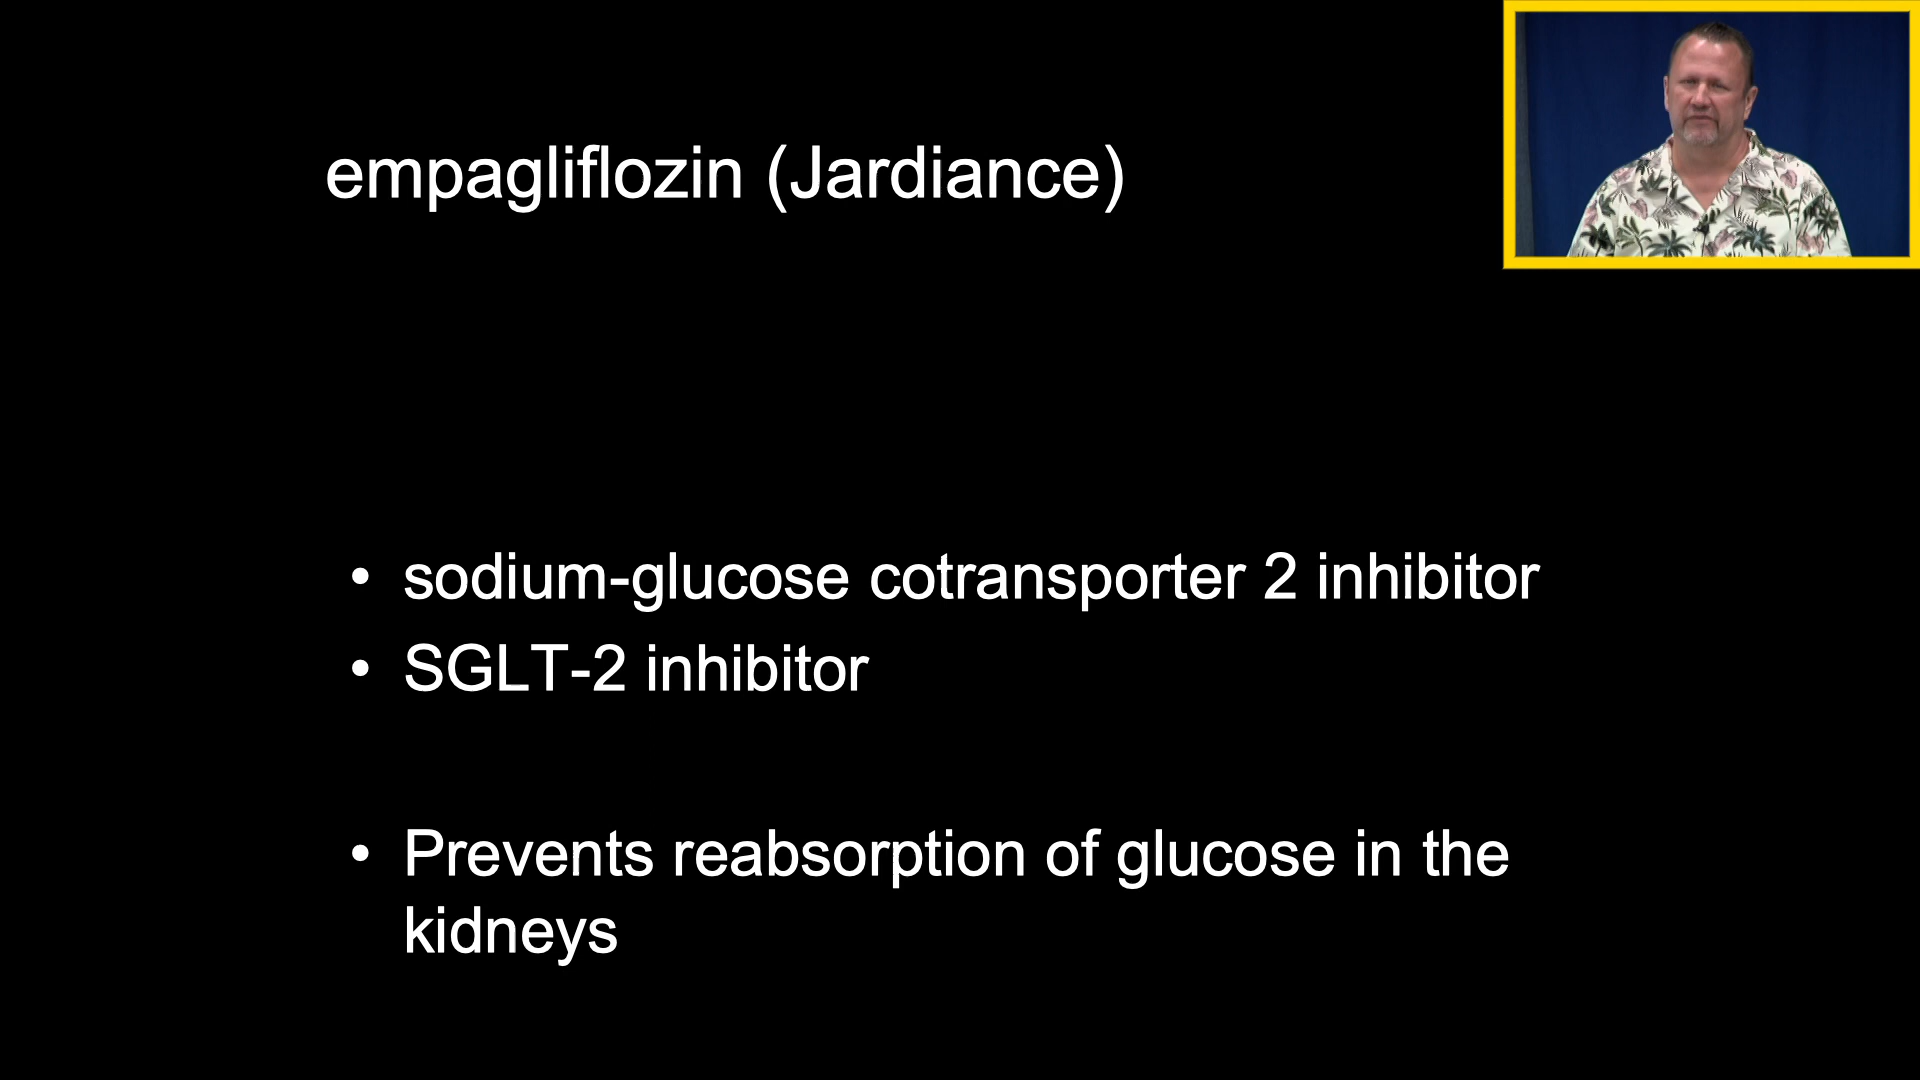 empagliflozin (Jardiance)
• sodium-glucose cotransporter 2 inhibitor
• SGLT-2 inhibitor
• Prevents reabsorption of glucose in the
kidneys